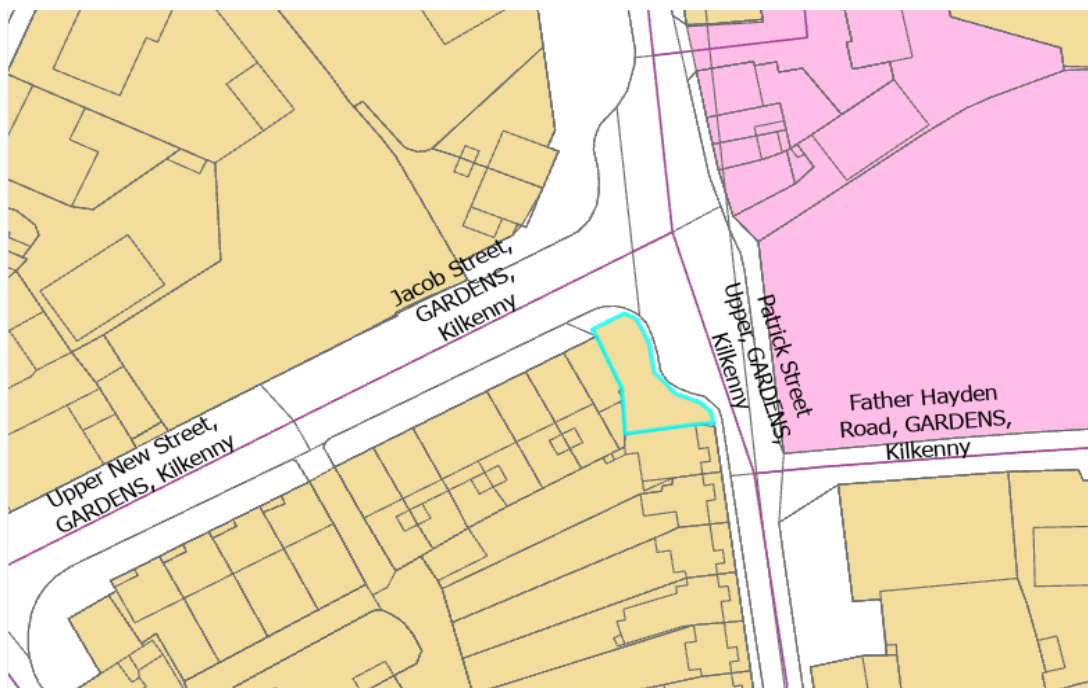 Jacob Street,
GARDENS,
Kilkenny
Patrick Street
Upper, GARDENS,
Kilkenny
Father Hayden
Road, GARDENS,
Kilkenny
Upper New Street,
GARDENS, Kilkenny